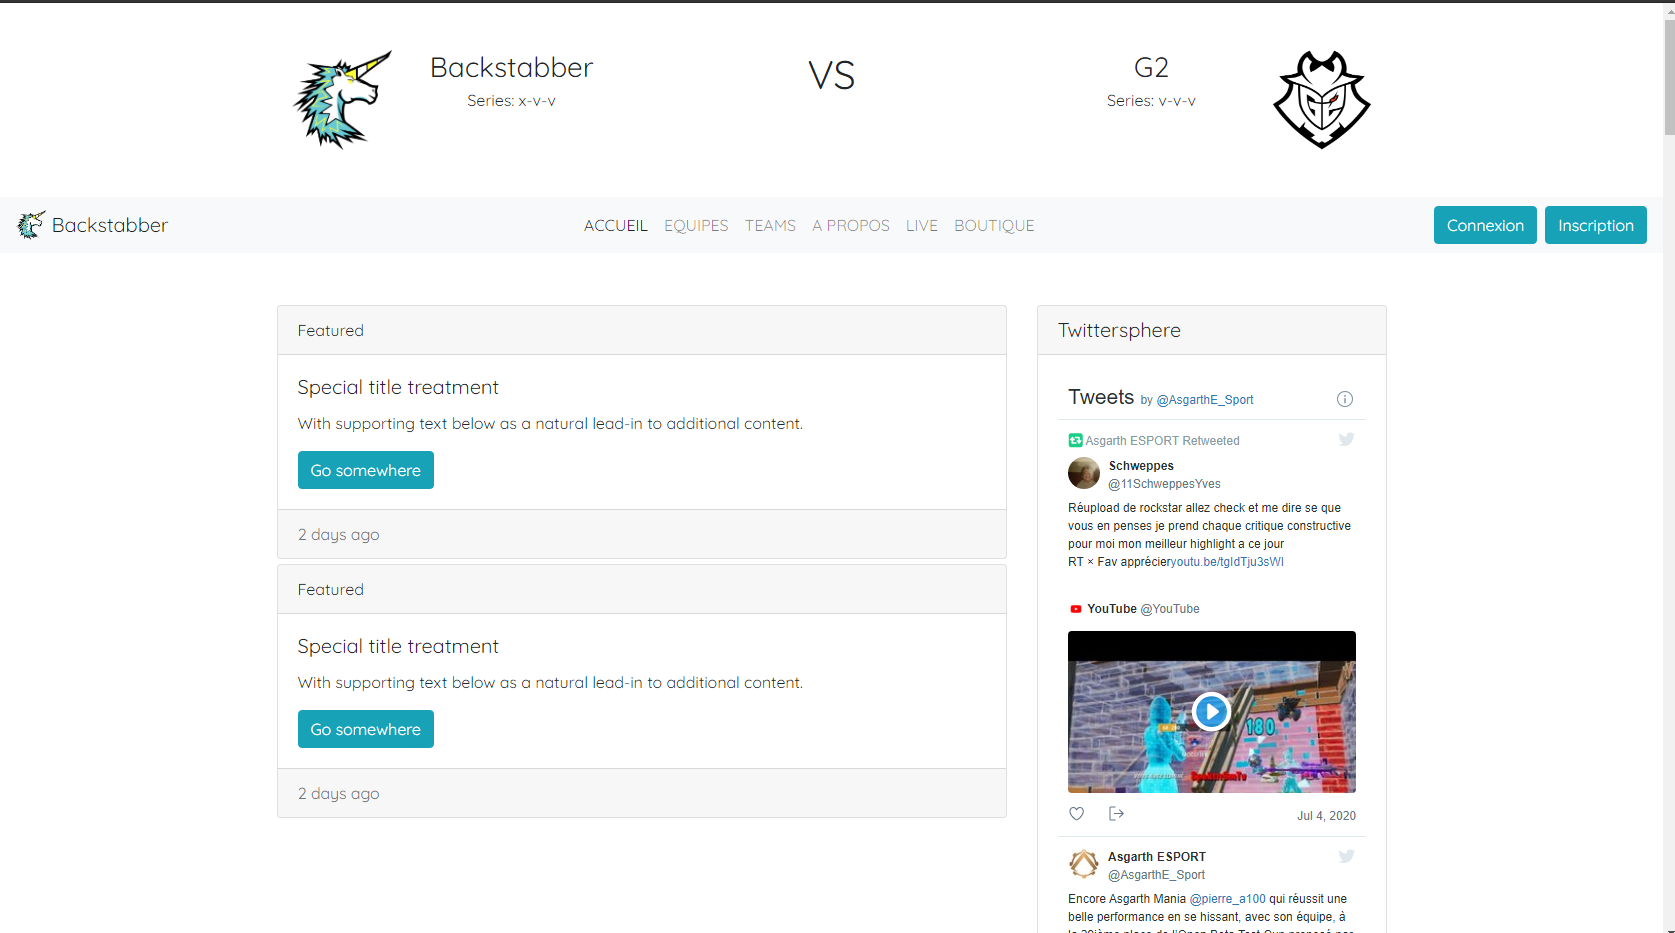 Backstabber
Series: x-v-v
VS
G2
Series: v-v-v
Backstabber
ACCUEIL EQUIPES TEAMS A PROPOS LIVE BOUTIQUE
Connexion Inscription
Featured
Special title treatment
With supporting text below as a natural lead-in to additional content.
Go somewhere
2 days ago
Featured
Special title treatment
With supporting text below as a natural lead-in to additional content.
Go somewhere
2 days ago
Twittersphere
Tweets by @AsgarthE_Sport
Asgarth ESPORT Retweeted
Schweppes
@11SchweppesYves
Réupload de rockstar allez check et me dire se que
vous en penses je prend chaque critique constructive
pour moi mon meilleur highlight a ce jour
RT × Fav apprécieryoutu.be/tgIdTju3sWI
YouTube @YouTube
180
Jul 4, 2020
Asgarth ESPORT
@AsgarthE_Sport
Encore Asgarth Mania @pierre_a100 qui réussit une
belle performance en se hissant, avec son équipe, à